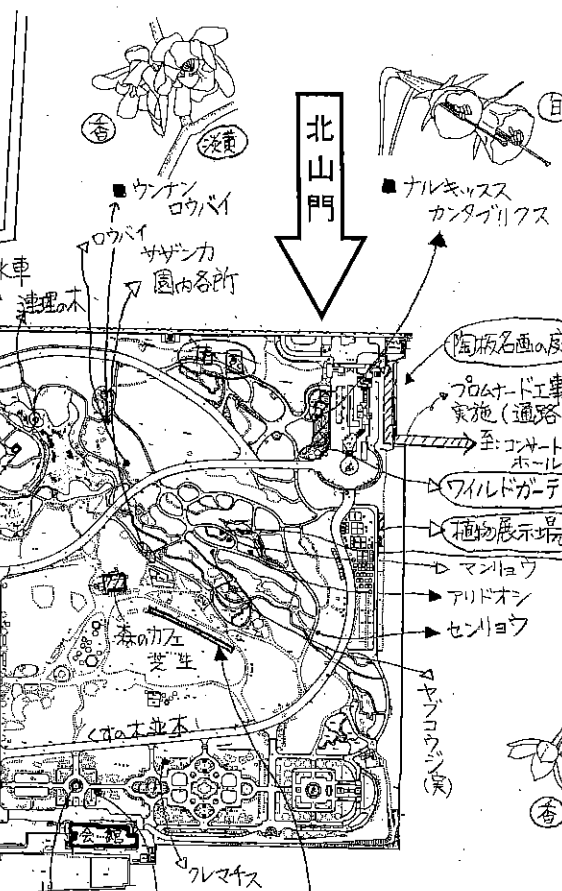 香
淡黄
北山門
■ウンナン
ロウバイ
■ナルキッスス
カンタブリクス
ロウバイ
サザンカ
園内各所
水車
連理の木
陶板名画の庭
プロムナード工事
実施(通路
至:コンサート
ホール
ワイルドガーデ
植物展示場
マンリョウ
アリドオシ
センリョウ
森のカフェ
芝生
くすの木並木
ヤブコウジ(実)
香
会館
クレマチス